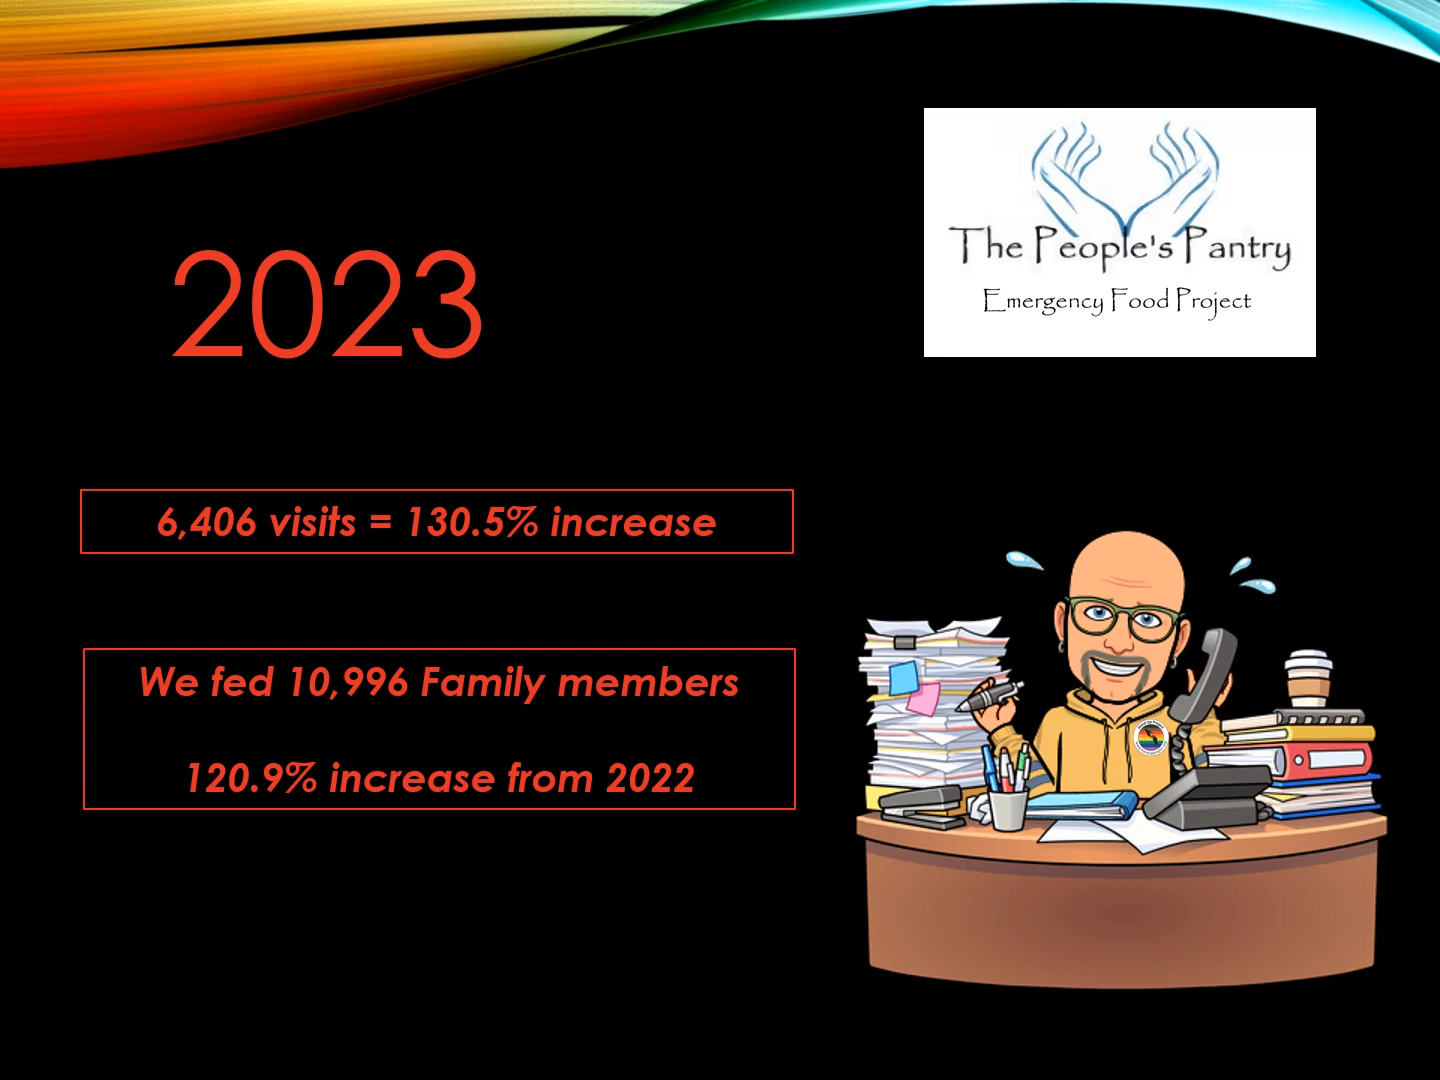 The People's Pantry
Emergency Food Project
2023
6,406 visits = 130.5% increase
We fed 10,996 Family members
120.9% increase from 2022